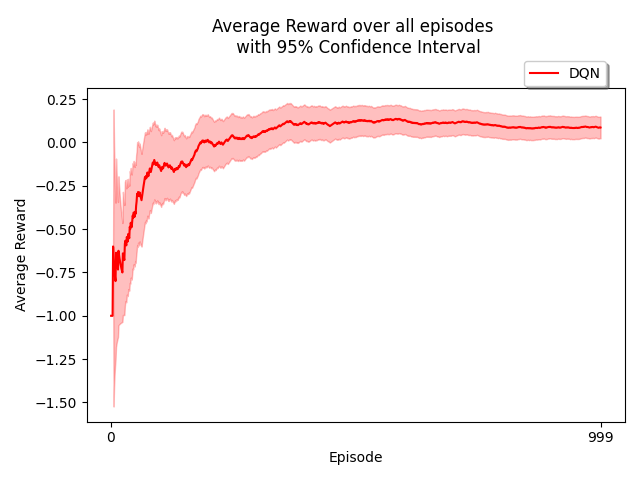 Average Reward over all episodes
with 95% Confidence Interval
DQN
0.25
0.00
−0.25
−0.50
−0.75
−1.00
−1.25
−1.50
Average Reward
0
999
Episode